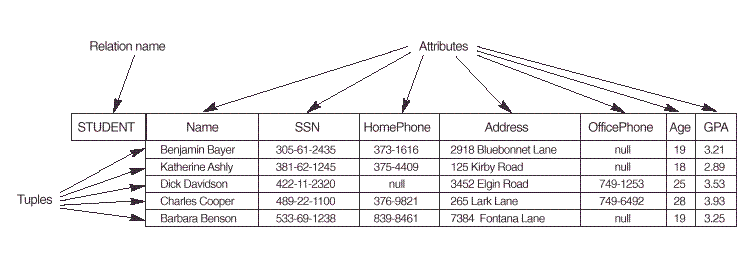 Relation name Attributes
STUDENT Name SSN HomePhone Address OfficePhone Age GPA
Benjamin Bayer 305-61-2435 373-1616 2918 Bluebonnet Lane null 19 3.21
Katherine Ashly 381-62-1245 375-4409 125 Kirby Road null 18 2.89
Dick Davidson 422-11-2320 null 3452 Elgin Road 749-1253 25 3.53
Tuples Charles Cooper 489-22-1100 376-9821 265 Lark Lane 749-6492 28 3.93
Barbara Benson 533-69-1238 839-8461 7384 Fontana Lane null 19 3.25